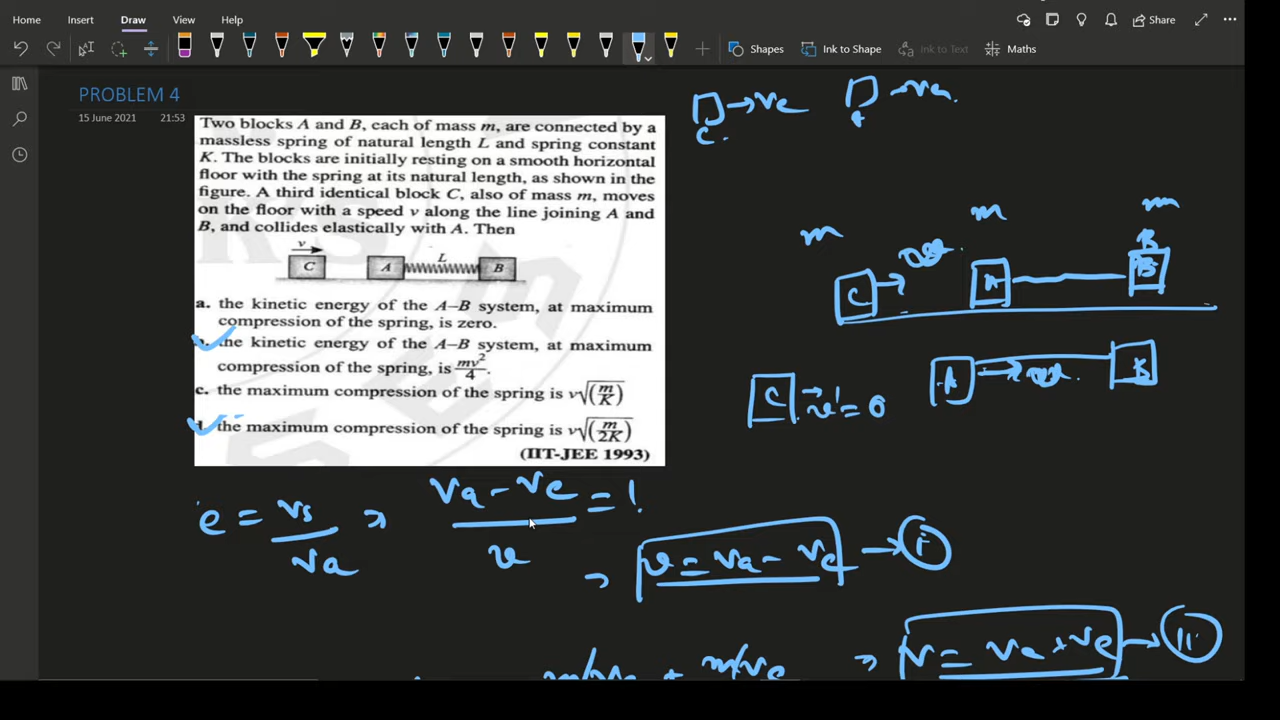 Home Insert Draw View Help
Share
Shapes Ink to Shape Ink to Text Maths
PROBLEM 4
15 June 2021 21:53
Two blocks A and B, each of mass m, are connected by a
massless spring of natural length L and spring constant
K. The blocks are initially resting on a smooth horizontal
floor with the spring at its natural length, as shown in the
figure. A third identical block C, also of mass m, moves
on the floor with a speed v along the line joining A and
B, and collides elastically with A. Then
v
C A L B
a. the kinetic energy of the A–B system, at maximum
compression of the spring, is zero.
the kinetic energy of the A–B system, at maximum
compression of the spring, is mv²/4.
c. the maximum compression of the spring is v√(m/K)
the maximum compression of the spring is v√(m/2K)
(IIT-JEE 1993)
C → vc A → va
m m m
B
C → A B
C v' = 0 A →
e = vs/va ⇒ va - vc / v = 1
⇒ v = va - vc → i
⇒ v = va + vc → ii